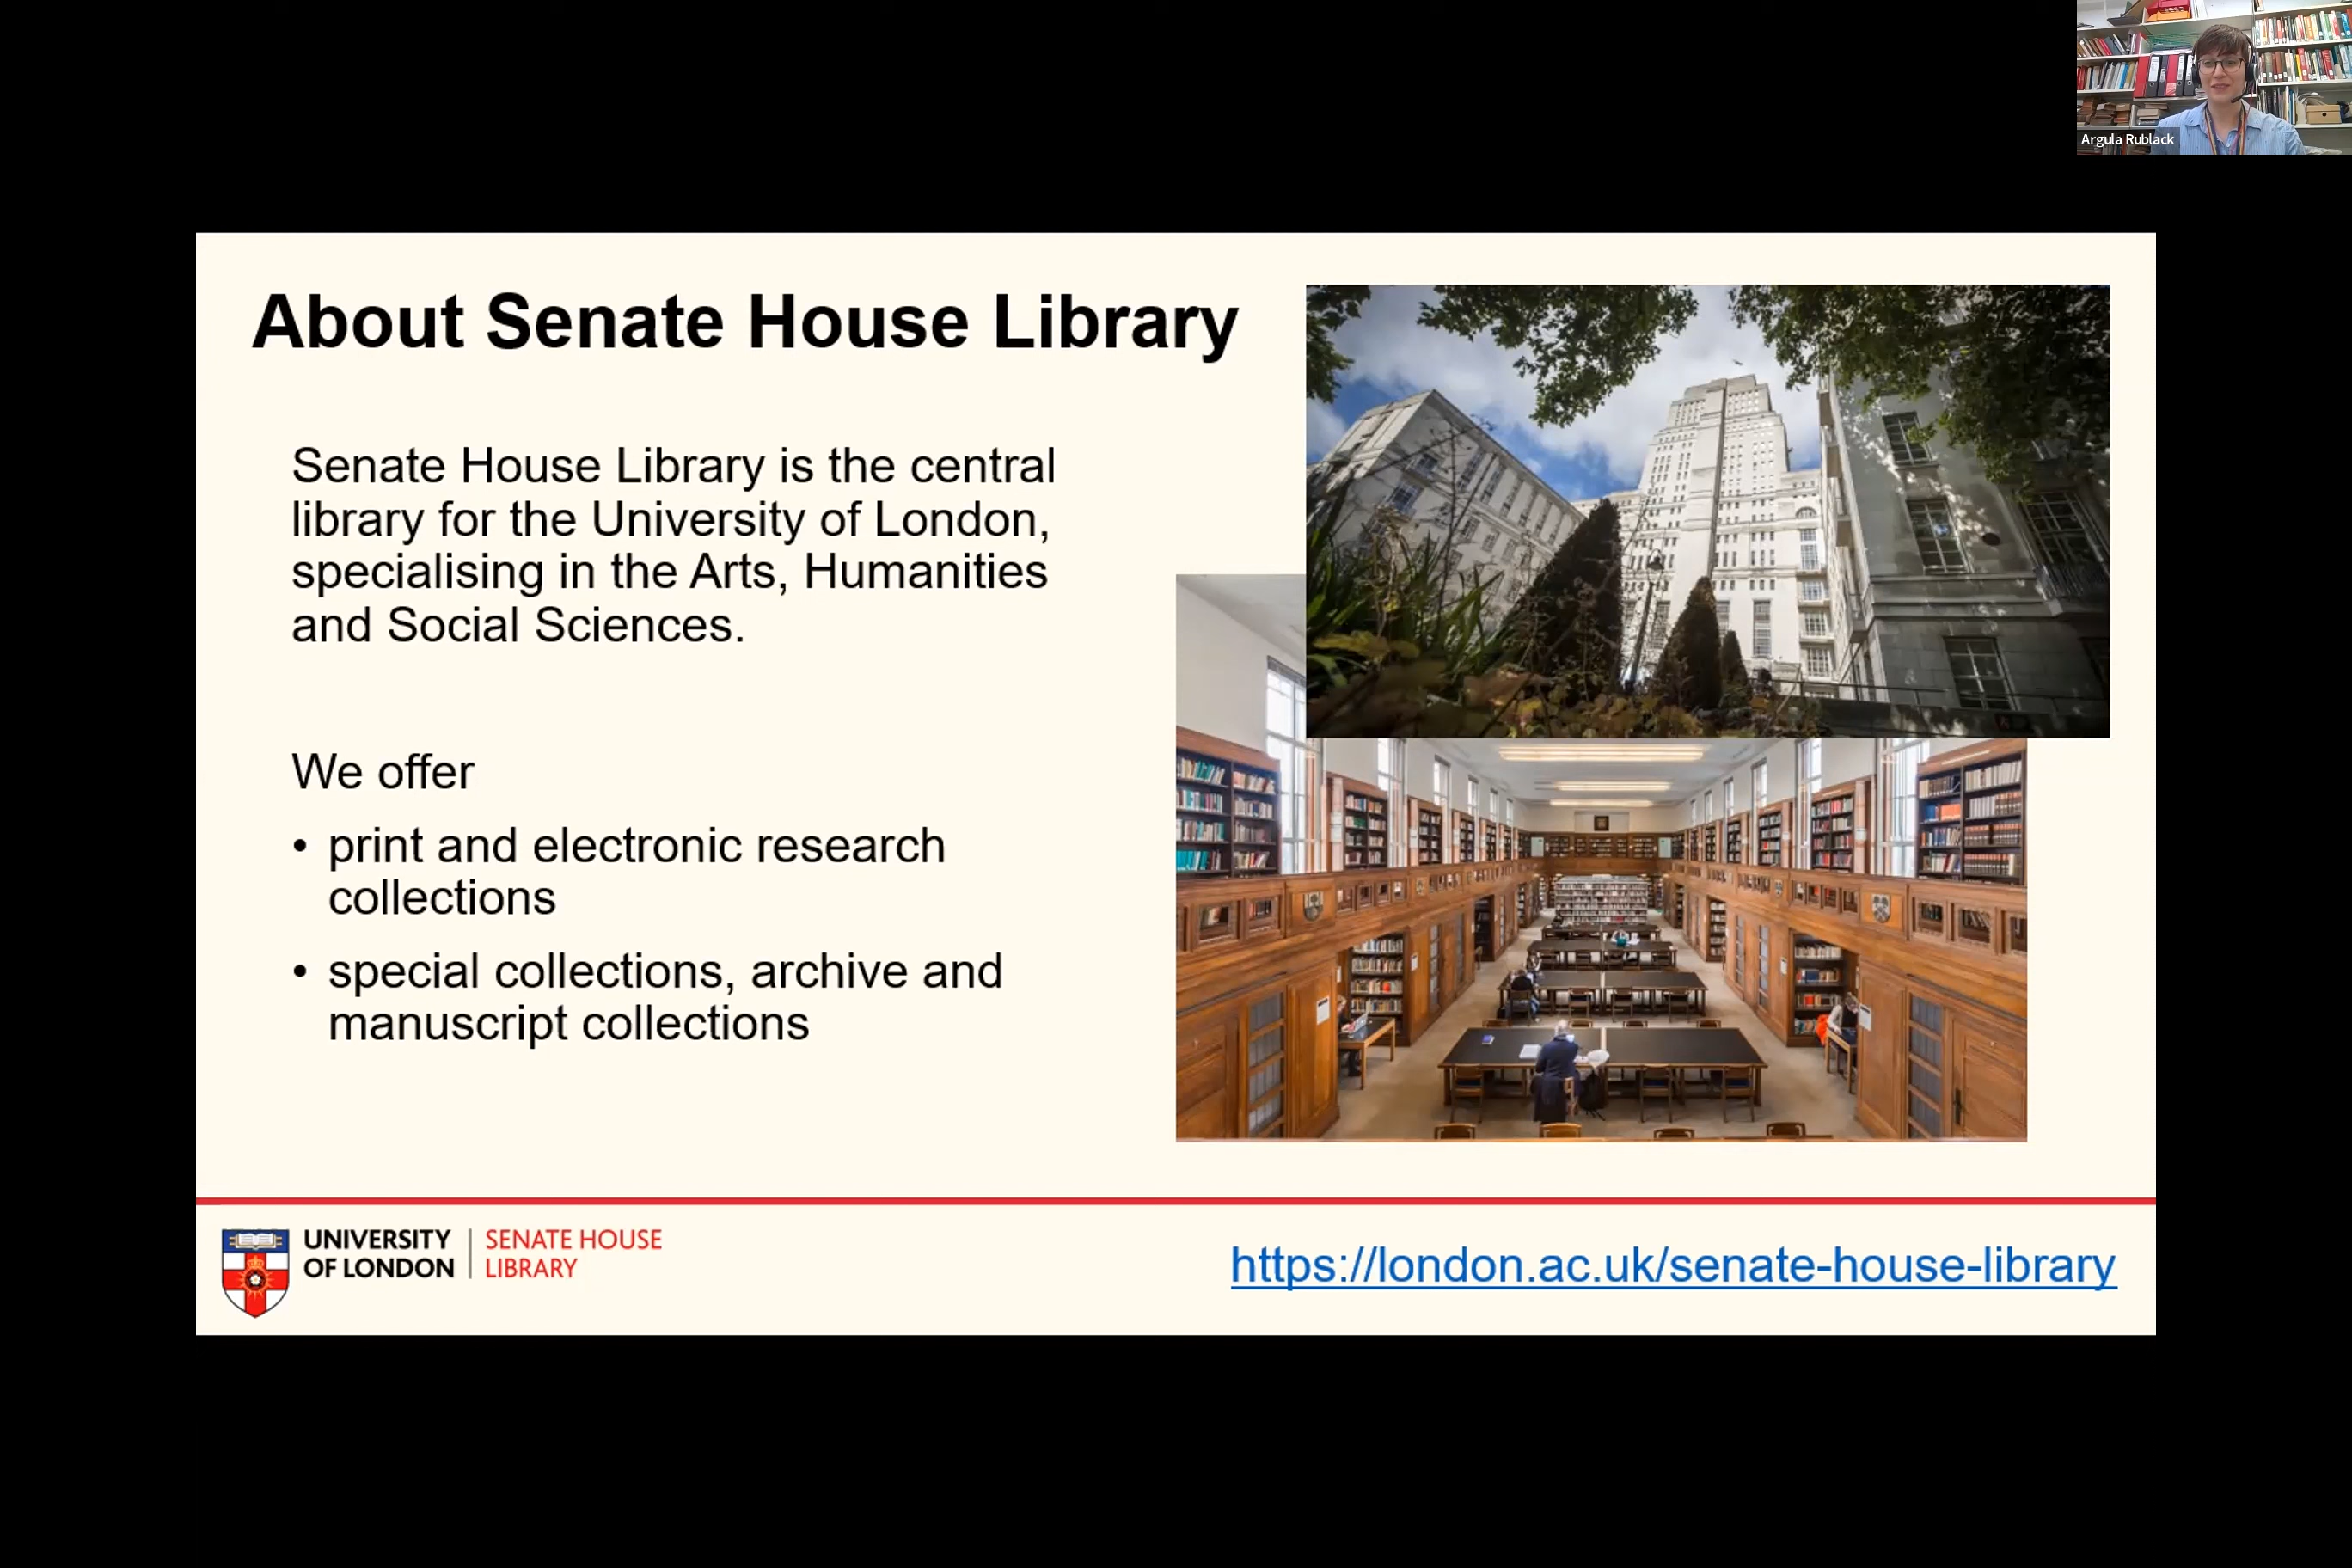 Argula Rublack
About Senate House Library
Senate House Library is the central
library for the University of London,
specialising in the Arts, Humanities
and Social Sciences.
We offer
• print and electronic research
collections
• special collections, archive and
manuscript collections
UNIVERSITY
OF LONDON
SENATE HOUSE
LIBRARY
https://london.ac.uk/senate-house-library